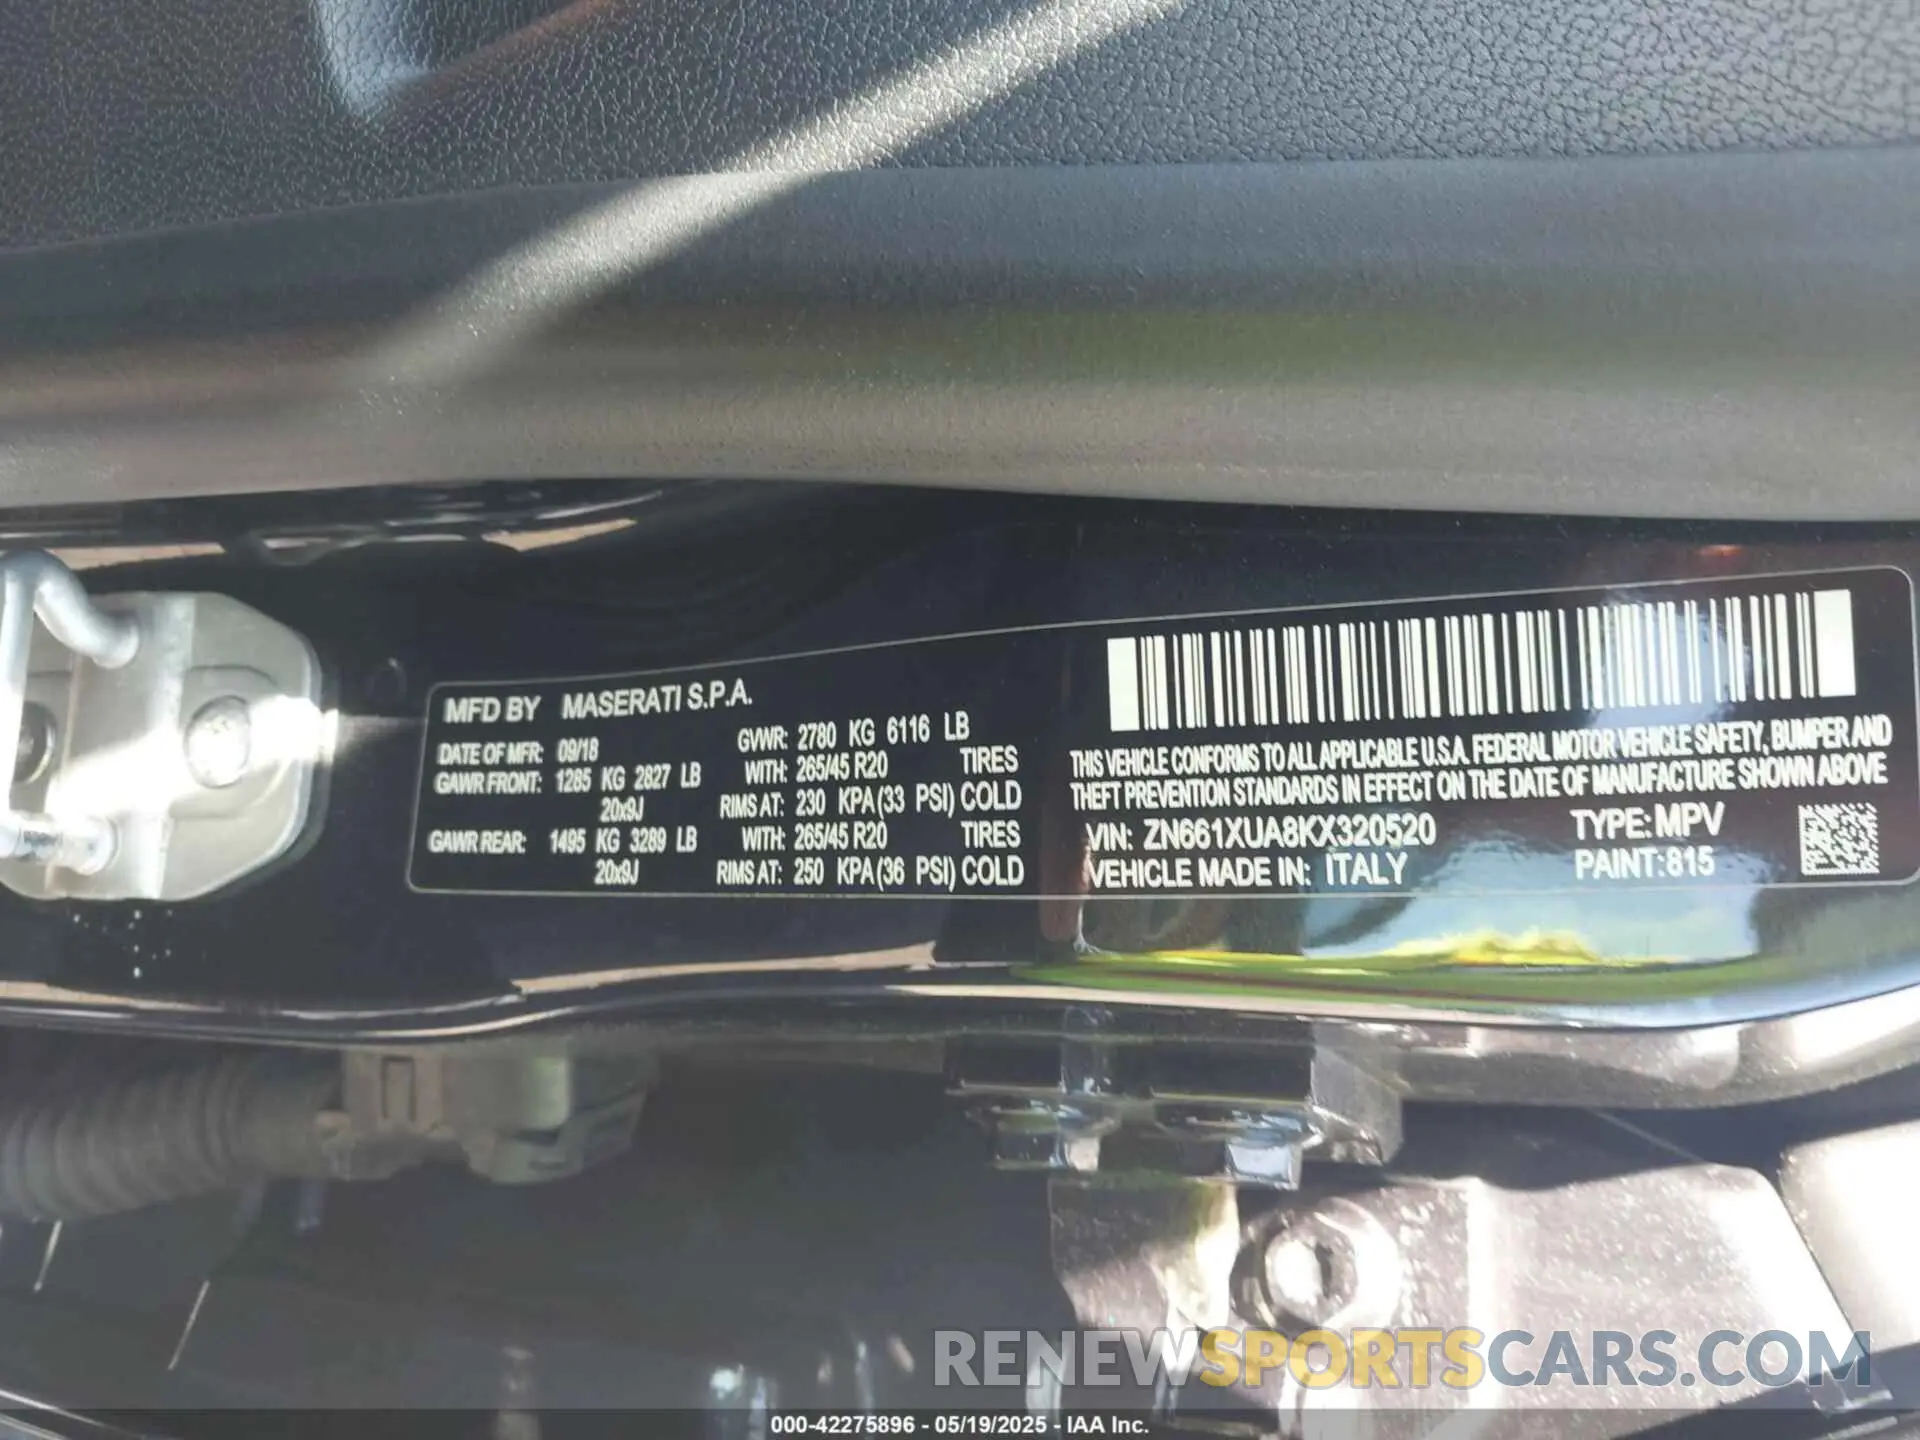 MFD BY MASERATI S.P.A.
DATE OF MFR: 09/18 GVWR: 2780 KG 6116 LB
GAWR FRONT: 1285 KG 2827 LB WITH: 265/45 R20 TIRES
20x9J RIMS AT: 230 KPA (33 PSI) COLD
GAWR REAR: 1495 KG 3289 LB WITH: 265/45 R20 TIRES
20x9J RIMS AT: 250 KPA (36 PSI) COLD
THIS VEHICLE CONFORMS TO ALL APPLICABLE U.S.A. FEDERAL MOTOR VEHICLE SAFETY, BUMPER AND
THEFT PREVENTION STANDARDS IN EFFECT ON THE DATE OF MANUFACTURE SHOWN ABOVE
VIN: ZN661XUA8KX320520 TYPE: MPV
VEHICLE MADE IN: ITALY PAINT: 815
RENEWSPORTSCARS.COM
000-42275896 - 05/19/2025 - IAA Inc.